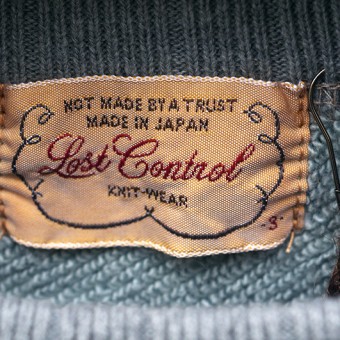 NOT MADE BY A TRUST
MADE IN JAPAN
Lost Control
KNIT-WEAR
-S-